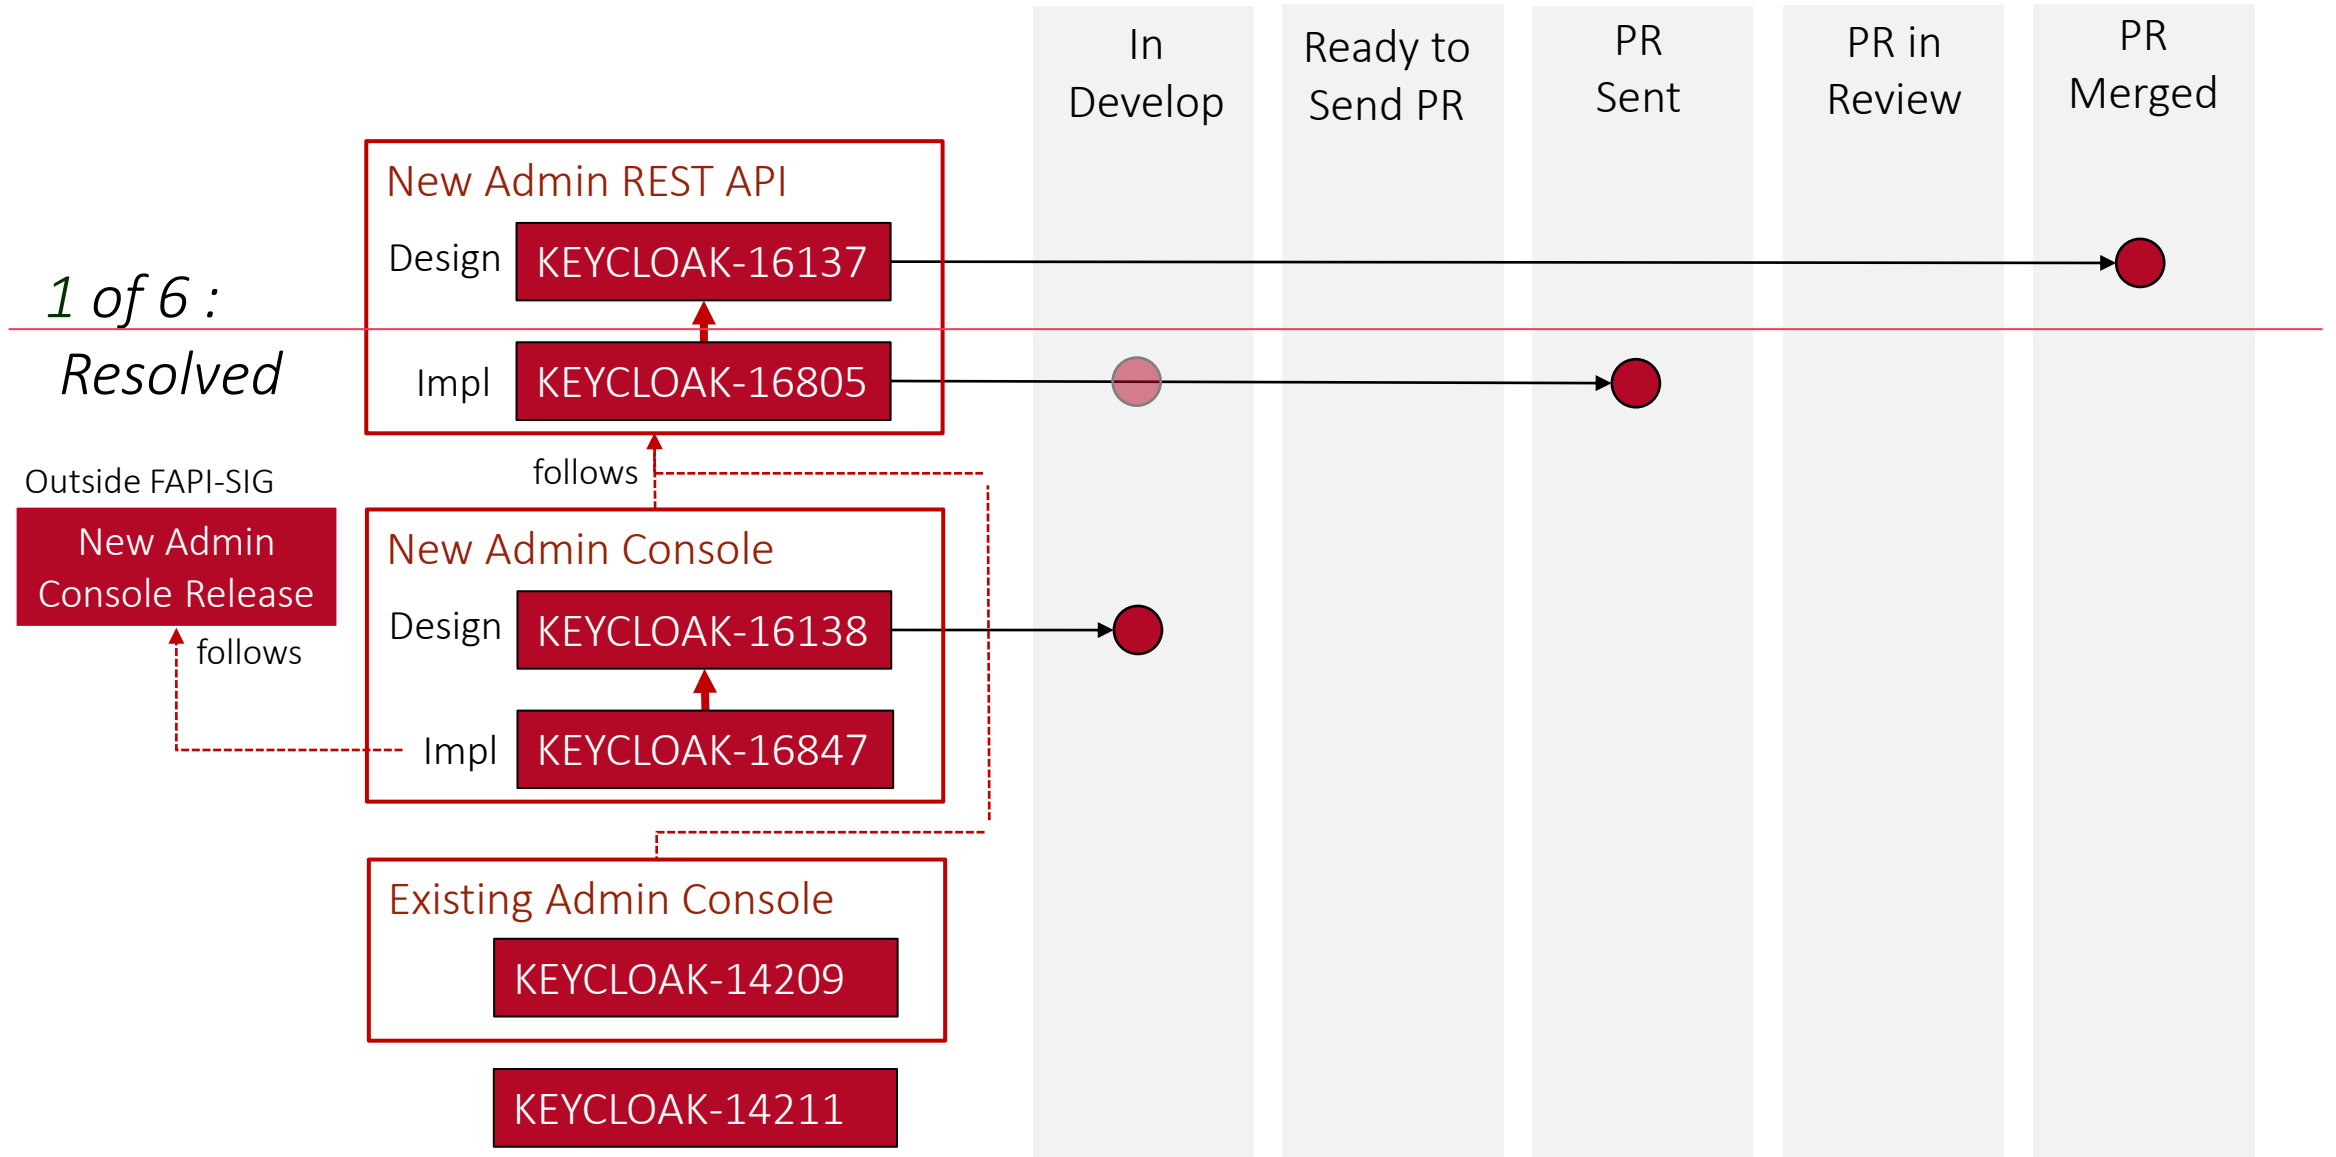 In
Develop
Ready to
Send PR
PR
Sent
PR in
Review
PR
Merged
New Admin REST API
Design
KEYCLOAK-16137
1 of 6 :
Resolved
Impl
KEYCLOAK-16805
follows
Outside FAPI-SIG
New Admin
Console Release
follows
New Admin Console
Design
KEYCLOAK-16138
Impl
KEYCLOAK-16847
Existing Admin Console
KEYCLOAK-14209
KEYCLOAK-14211